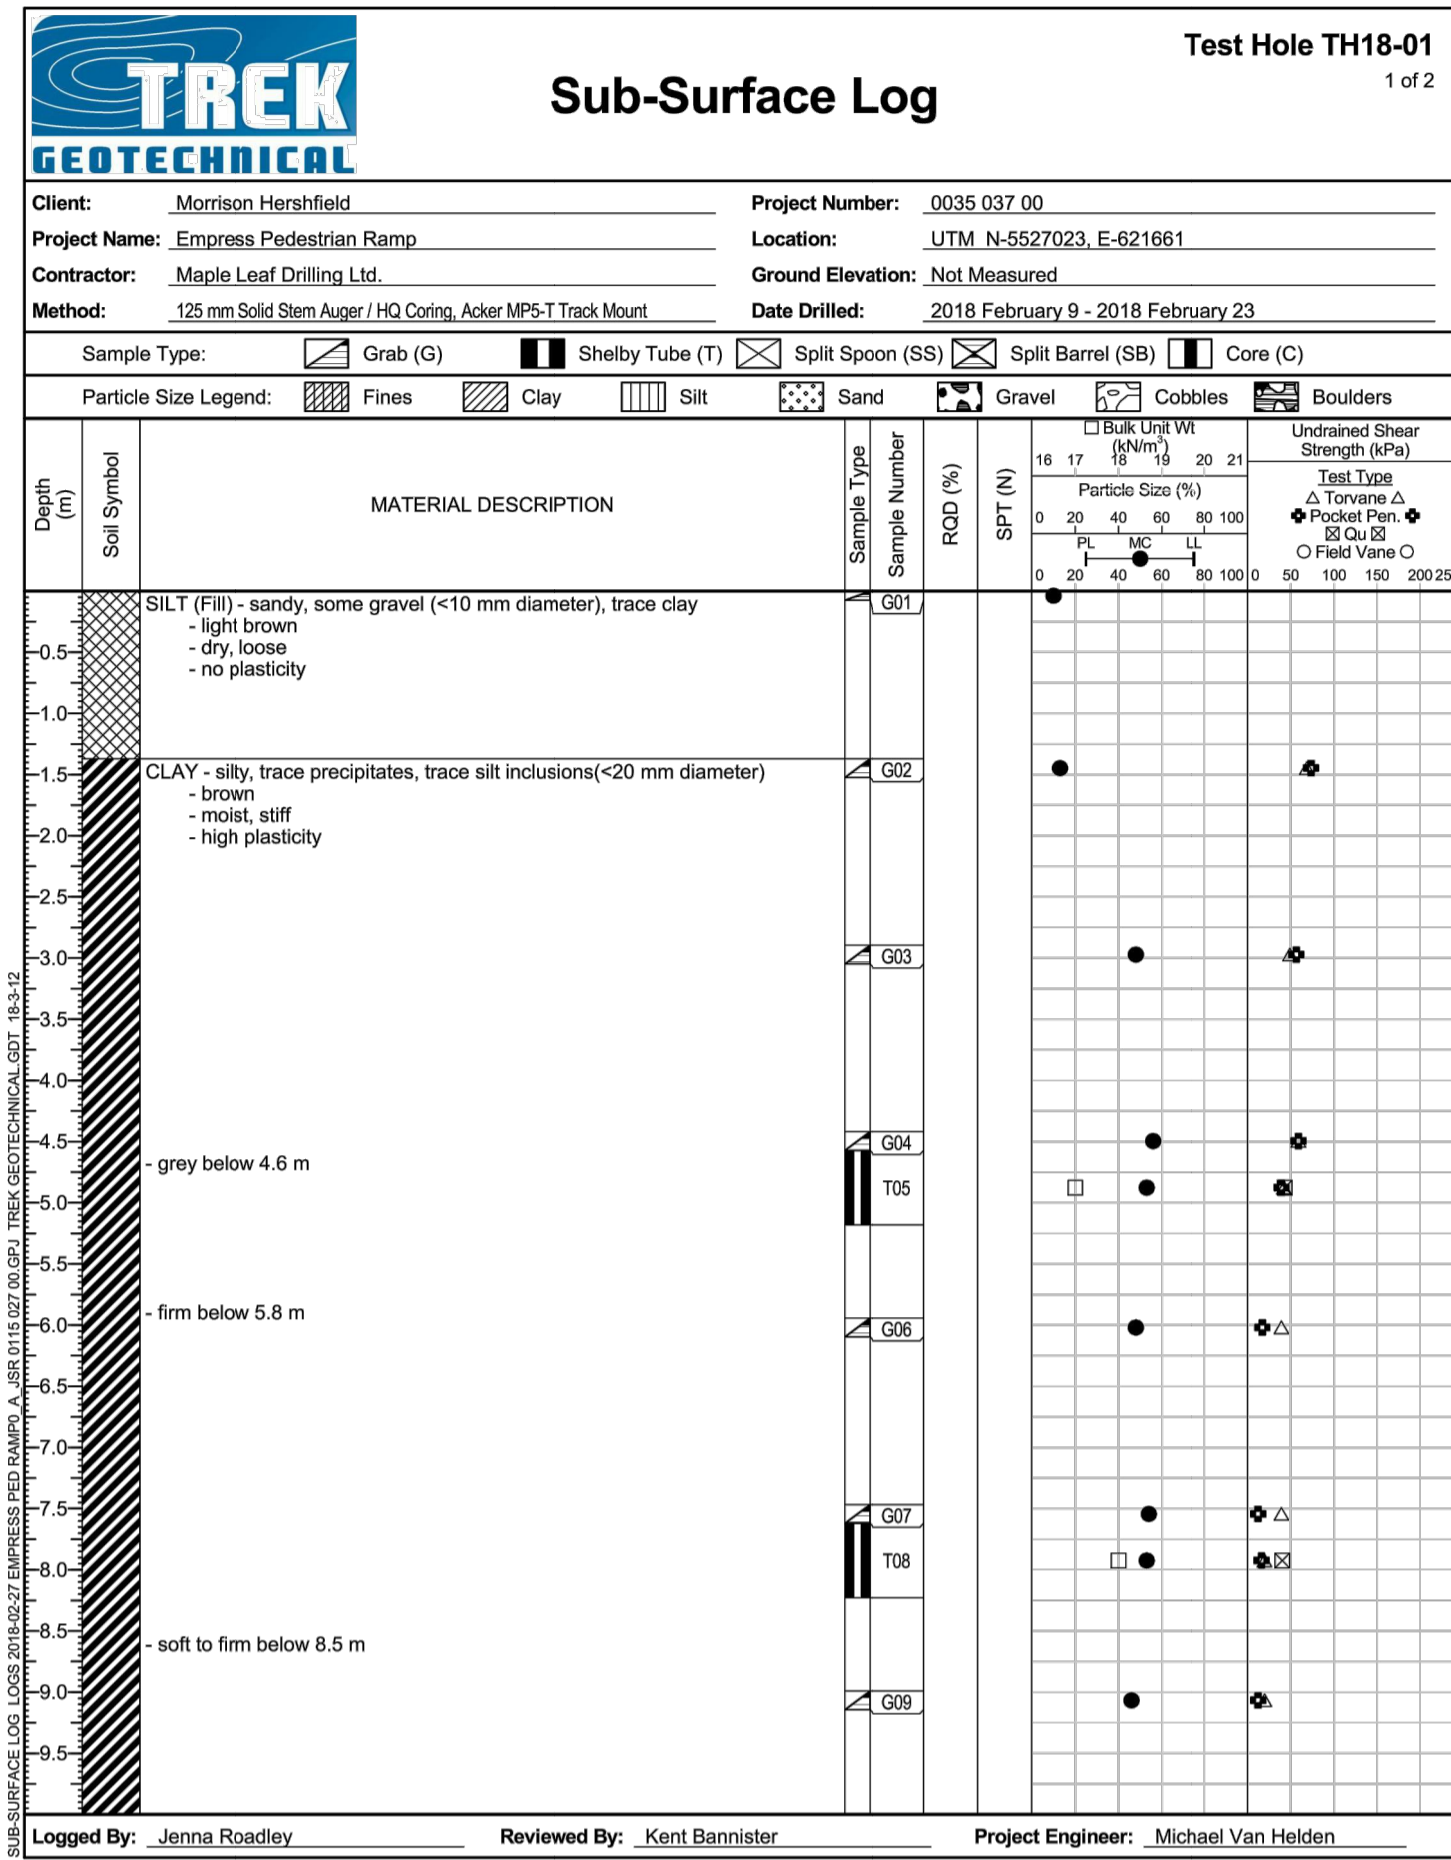 TREK
GEOTECHNICAL
Sub-Surface Log
Test Hole TH18-01
1 of 2
Client: Morrison Hershfield
Project Number: 0035 037 00
Project Name: Empress Pedestrian Ramp
Location: UTM N-5527023, E-621661
Contractor: Maple Leaf Drilling Ltd.
Ground Elevation: Not Measured
Method: 125 mm Solid Stem Auger / HQ Coring, Acker MP5-T Track Mount
Date Drilled: 2018 February 9 - 2018 February 23
Sample Type: Grab (G) Shelby Tube (T) Split Spoon (SS) Split Barrel (SB) Core (C)
Particle Size Legend: Fines Clay Silt Sand Gravel Cobbles Boulders
Depth
(m)
Soil Symbol
MATERIAL DESCRIPTION
Sample Type
Sample Number
RQD (%)
SPT (N)
Bulk Unit Wt
(kN/m³)
16 17 18 19 20 21
Particle Size (%)
0 20 40 60 80 100
PL MC LL
0 20 40 60 80 100
Undrained Shear
Strength (kPa)
Test Type
△ Torvane △
Pocket Pen.
☒ Qu ☒
○ Field Vane ○
0 50 100 150 200 25
SILT (Fill) - sandy, some gravel (<10 mm diameter), trace clay
G01
- light brown
- dry, loose
-0.5
- no plasticity
-1.0
CLAY - silty, trace precipitates, trace silt inclusions(<20 mm diameter)
G02
-1.5
- brown
- moist, stiff
-2.0
- high plasticity
-2.5
-3.0
G03
-3.5
-4.0
-4.5
G04
- grey below 4.6 m
T05
-5.0
-5.5
- firm below 5.8 m
-6.0
G06
-6.5
-7.0
-7.5
G07
T08
-8.0
-8.5
- soft to firm below 8.5 m
-9.0
G09
-9.5
SUB-SURFACE LOG LOGS 2018-02-27 EMPRESS PED RAMP0_A_JSR 0115 027 00.GPJ TREK GEOTECHNICAL.GDT 18-3-12
Logged By: Jenna Roadley
Reviewed By: Kent Bannister
Project Engineer: Michael Van Helden